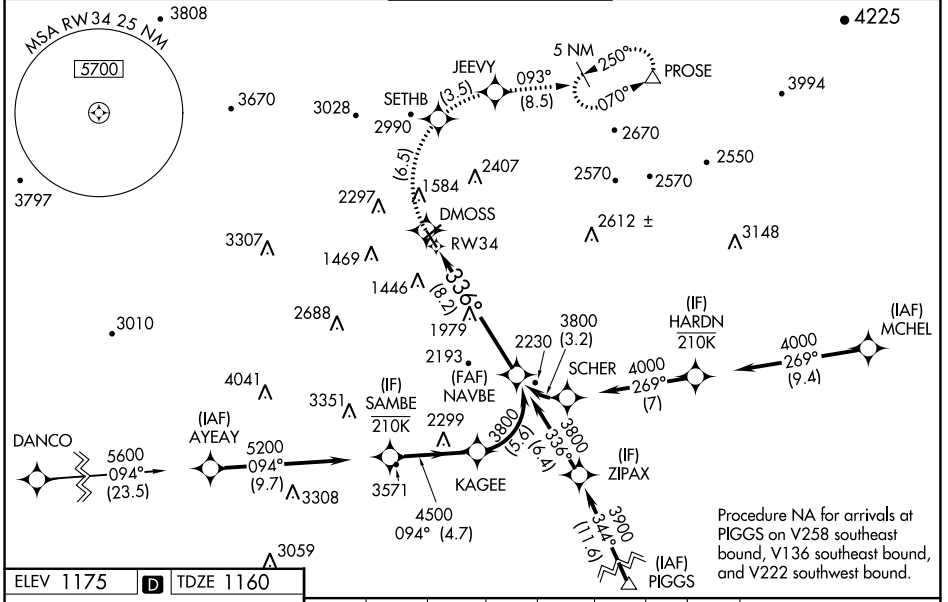 MSA RW34 25 NM
5700
3808
4225
3670
3028
SETHB
2990
(3.5)
JEEVY
093°
(8.5)
5 NM
250°
070°
PROSE
3994
2670
2550
2570
2570
3797
(6.5)
2407
1584
2297
DMOSS
RW34
2612 ±
3148
3307
1469
1446
336°
(8.2)
1979
2688
3010
2193
(FAF)
NAVBE
2230
3800
(3.2)
SCHER
4000
269°
(7)
(IF)
HARDN
210K
4000
269°
(9.4)
(IAF)
MCHEL
4041
3351
(IF)
SAMBE
210K
2299
3800
(5.6)
3800
336°
(6.4)
(IF)
ZIPAX
DANCO
5600
094°
(23.5)
(IAF)
AYEAY
5200
094°
(9.7)
3308
3571
KAGEE
4500
094° (4.7)
3900
344°
(11.6)
(IAF)
PIGGS
3059
Procedure NA for arrivals at
PIGGS on V258 southeast
bound, V136 southeast bound,
and V222 southwest bound.
ELEV 1175 D TDZE 1160